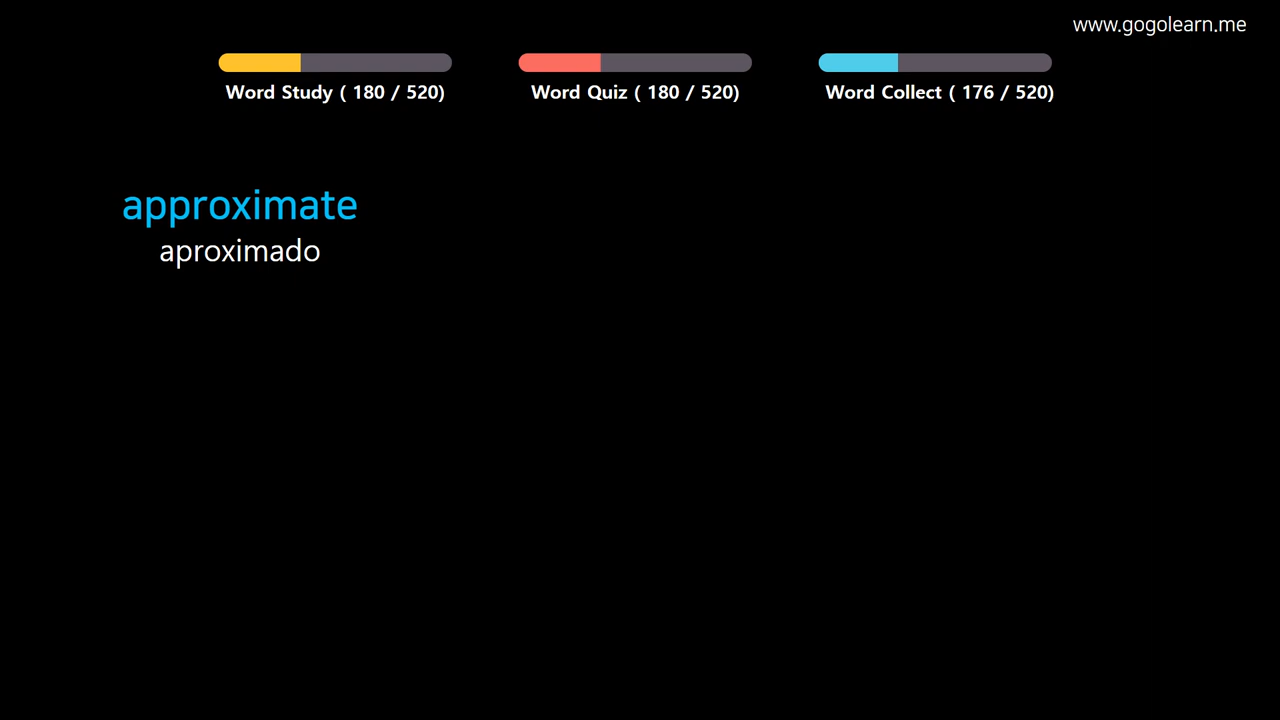 www.gogolearn.me
Word Study ( 180 / 520)
Word Quiz ( 180 / 520)
Word Collect ( 176 / 520)
approximate
aproximado